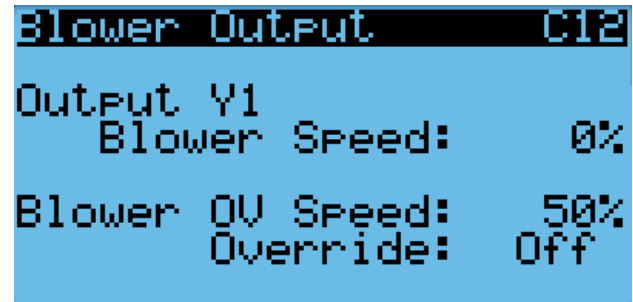 Blower Output C12
Output Y1
Blower Speed: 0%
Blower OV Speed: 50%
Override: Off